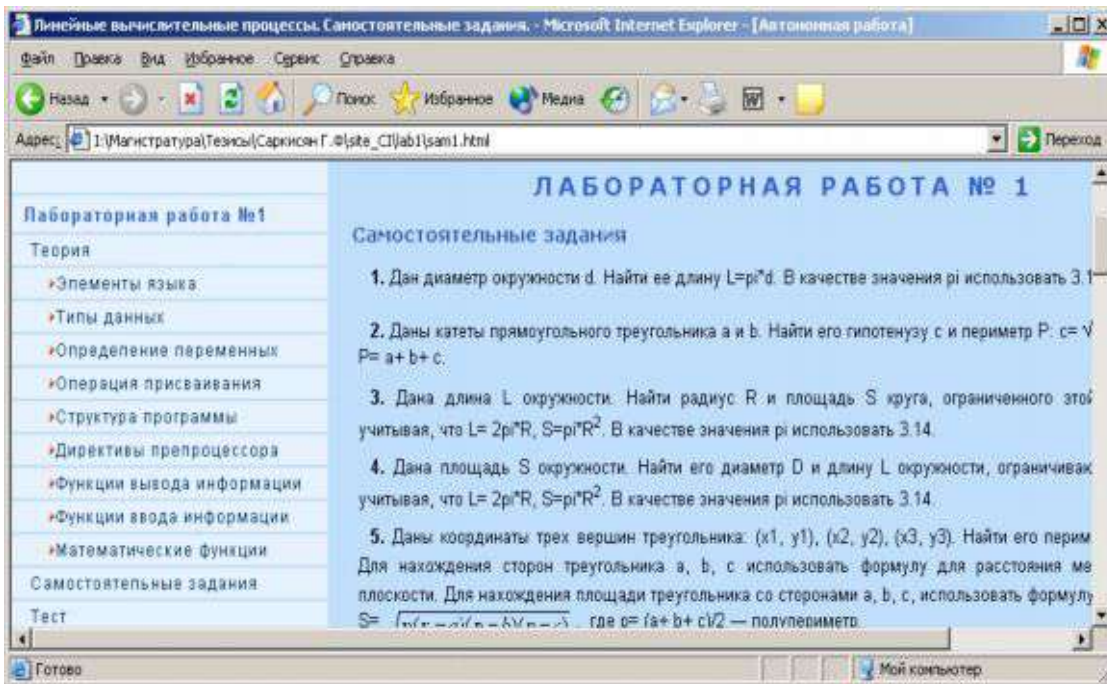 Линейные вычислительные процессы. Самостоятельные задания. - Microsoft Internet Explorer - [Автономная работа]
Файл Правка Вид Избранное Сервис Справка
Назад Поиск Избранное Медиа
Адрес: I:\Магистратура\Тезисы\Саркисян Г.Ф\site_CI\lab1\sam1.html Переход
Лабораторная работа №1
Теория
Элементы языка
Типы данных
Определение переменных
Операция присваивания
Структура программы
Директивы препроцессора
Функции вывода информации
Функции ввода информации
Математические функции
Самостоятельные задания
Тест
ЛАБОРАТОРНАЯ РАБОТА № 1
Самостоятельные задания
1. Дан диаметр окружности d. Найти ее длину L=pi*d. В качестве значения pi использовать 3.1
2. Даны катеты прямоугольного треугольника a и b. Найти его гипотенузу c и периметр P: c= √
P= a+ b+ c.
3. Дана длина L окружности. Найти радиус R и площадь S круга, ограниченного этой
учитывая, что L= 2pi*R, S=pi*R². В качестве значения pi использовать 3.14.
4. Дана площадь S окружности. Найти его диаметр D и длину L окружности, ограничиваю
учитывая, что L= 2pi*R, S=pi*R². В качестве значения pi использовать 3.14.
5. Даны координаты трех вершин треугольника: (x1, y1), (x2, y2), (x3, y3). Найти его перим
Для нахождения сторон треугольника a, b, c использовать формулу для расстояния ме
плоскости. Для нахождения площади треугольника со сторонами a, b, c, использовать формулу
S= √p(p−a)(p−b)(p−c) , где p= (a+ b+ c)/2 — полупериметр.
Готово Мой компьютер